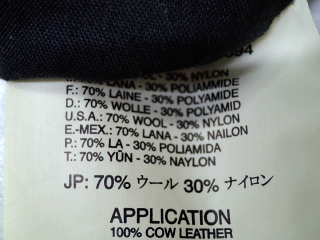 594
LANA - POLIAMMIDE
F.: 70% LAINE - 30% POLYAMIDE
D.: 70% WOLLE - 30% POLYAMID
U.S.A.: 70% WOOL - 30% NYLON
E.-MEX.: 70% LANA - 30% NAILON
P.: 70% LA - 30% POLIAMIDA
T.: 70% YÜN - 30% NAYLON
JP: 70% ウール 30% ナイロン
APPLICATION
100% COW LEATHER